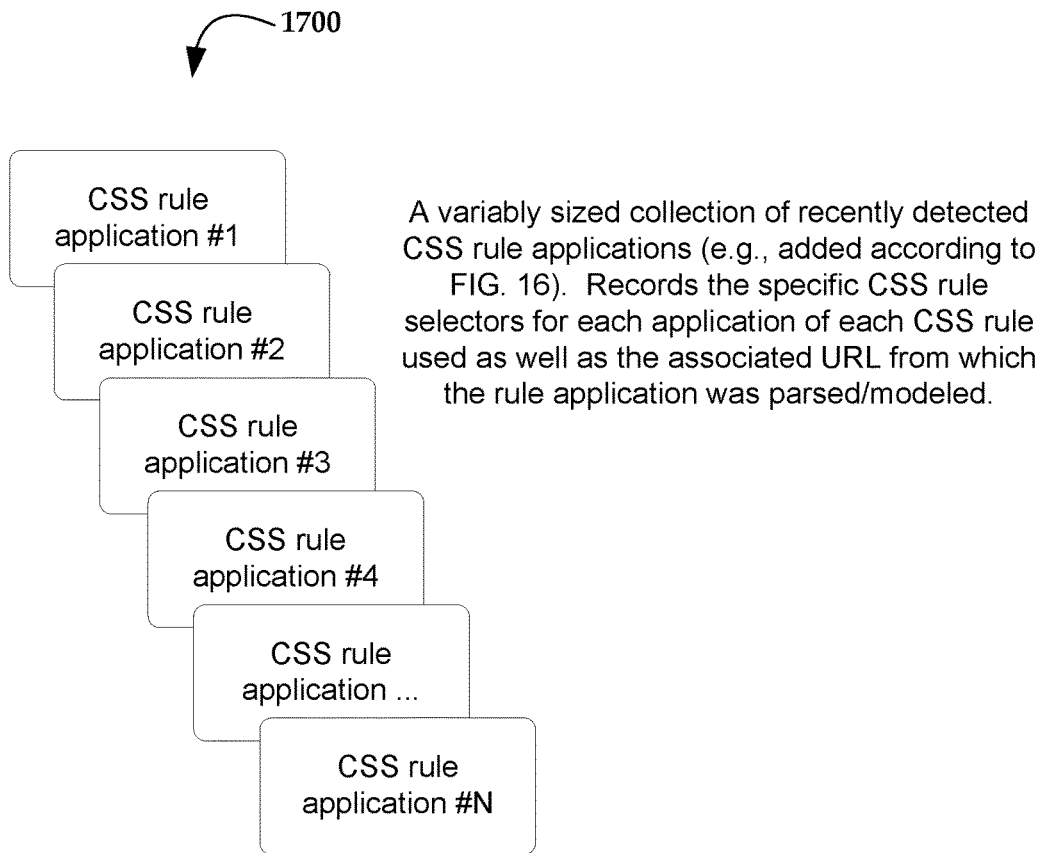 1700
CSS rule
application #1
CSS rule
application #2
CSS rule
application #3
CSS rule
application #4
CSS rule
application ...
CSS rule
application #N
A variably sized collection of recently detected
CSS rule applications (e.g., added according to
FIG. 16). Records the specific CSS rule
selectors for each application of each CSS rule
used as well as the associated URL from which
the rule application was parsed/modeled.